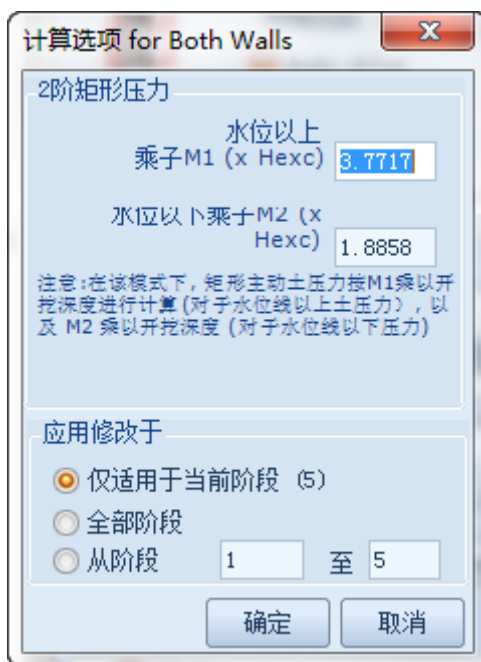 计算选项 for Both Walls
2阶矩形压力
水位以上
乘子M1 (x Hexc)
3.7717
水位以下乘子M2 (x
Hexc)
1.8858
注意:在该模式下, 矩形主动土压力按M1乘以开
挖深度进行计算(对于水位线以上土压力) , 以
及 M2 乘以开挖深度 (对于水位线以下压力)
应用修改于
仅适用于当前阶段 (5)
全部阶段
从阶段 1 至 5
确定 取消